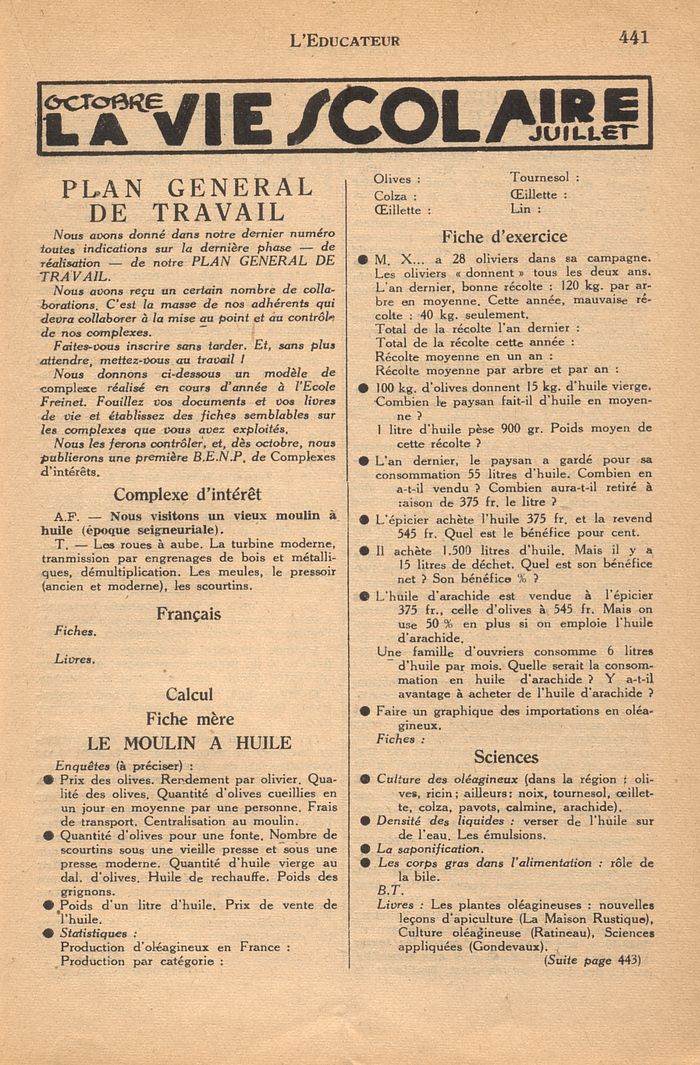 L'EDUCATEUR
441
OCTOBRE
LA VIE SCOLAIRE
JUILLET
PLAN GENERAL
DE TRAVAIL
Nous avons donné dans notre dernier numéro
toutes indications sur la dernière phase — de
réalisation — de notre PLAN GENERAL DE
TRAVAIL.
Nous avons reçu un certain nombre de colla-
borations. C'est la masse de nos adhérents qui
devra collaborer à la mise au point et au contrôle
de nos complexes.
Faites-vous inscrire sans tarder. Et, sans plus
attendre, mettez-vous au travail !
Nous donnons ci-dessous un modèle de
complexe réalisé en cours d'année à l'Ecole
Freinet. Fouillez vos documents et vos livres
de vie et établissez des fiches semblables sur
les complexes que vous avez exploités.
Nous les ferons contrôler, et, dès octobre, nous
publierons une première B.E.N.P. de Complexes
d'intérêts.
Complexe d'intérêt
A.F. — Nous visitons un vieux moulin à
huile (époque seigneuriale).
T. — Les roues à aube. La turbine moderne,
tranmission par engrenages de bois et métalli-
ques, démultiplication. Les meules, le pressoir
(ancien et moderne), les scourtins.
Français
Fiches.
Livres.
Calcul
Fiche mère
LE MOULIN A HUILE
Enquêtes (à préciser) :
● Prix des olives. Rendement par olivier. Qua-
lité des olives. Quantité d'olives cueillies en
un jour en moyenne par une personne. Frais
de transport. Centralisation au moulin.
● Quantité d'olives pour une fonte. Nombre de
scourtins sous une vieille presse et sous une
presse moderne. Quantité d'huile vierge au
dal. d'olives. Huile de rechauffe. Poids des
grignons.
● Poids d'un litre d'huile. Prix de vente de
l'huile.
● Statistiques :
Production d'oléagineux en France :
Production par catégorie :
Olives : Tournesol :
Colza : Œillette :
Œillette : Lin :
Fiche d'exercice
● M. X... a 28 oliviers dans sa campagne.
Les oliviers « donnent » tous les deux ans.
L'an dernier, bonne récolte : 120 kg. par ar-
bre en moyenne. Cette année, mauvaise ré-
colte : 40 kg. seulement.
Total de la récolte l'an dernier :
Total de la récolte cette année :
Récolte moyenne en un an :
Récolte moyenne par arbre et par an :
● 100 kg. d'olives donnent 15 kg. d'huile vierge.
Combien le paysan fait-il d'huile en moyen-
ne ?
1 litre d'huile pèse 900 gr. Poids moyen de
cette récolte ?
● L'an dernier, le paysan a gardé pour sa
consommation 55 litres d'huile. Combien en
a-t-il vendu ? Combien aura-t-il retiré à
raison de 375 fr. le litre ?
● L'épicier achète l'huile 375 fr. et la revend
545 fr. Quel est le bénéfice pour cent.
● Il achète 1.500 litres d'huile. Mais il y a
15 litres de déchet. Quel est son bénéfice
net ? Son bénéfice % ?
● L'huile d'arachide est vendue à l'épicier
375 fr., celle d'olives à 545 fr. Mais on
use 50 % en plus si on emploie l'huile
d'arachide.
Une famille d'ouvriers consomme 6 litres
d'huile par mois. Quelle serait la consom-
mation en huile d'arachide ? Y a-t-il
avantage à acheter de l'huile d'arachide ?
● Faire un graphique des importations en oléa-
gineux.
Fiches :
Sciences
● Culture des oléagineux (dans la région : oli-
ves, ricin ; ailleurs: noix, tournesol, œillet-
te, colza, pavots, calmine, arachide).
● Densité des liquides : verser de l'huile sur
de l'eau. Les émulsions.
● La saponification.
● Les corps gras dans l'alimentation : rôle de
la bile.
B.T.
Livres : Les plantes oléagineuses : nouvelles
leçons d'apiculture (La Maison Rustique),
Culture oléagineuse (Ratineau), Sciences
appliquées (Gondevaux).
(Suite page 443)